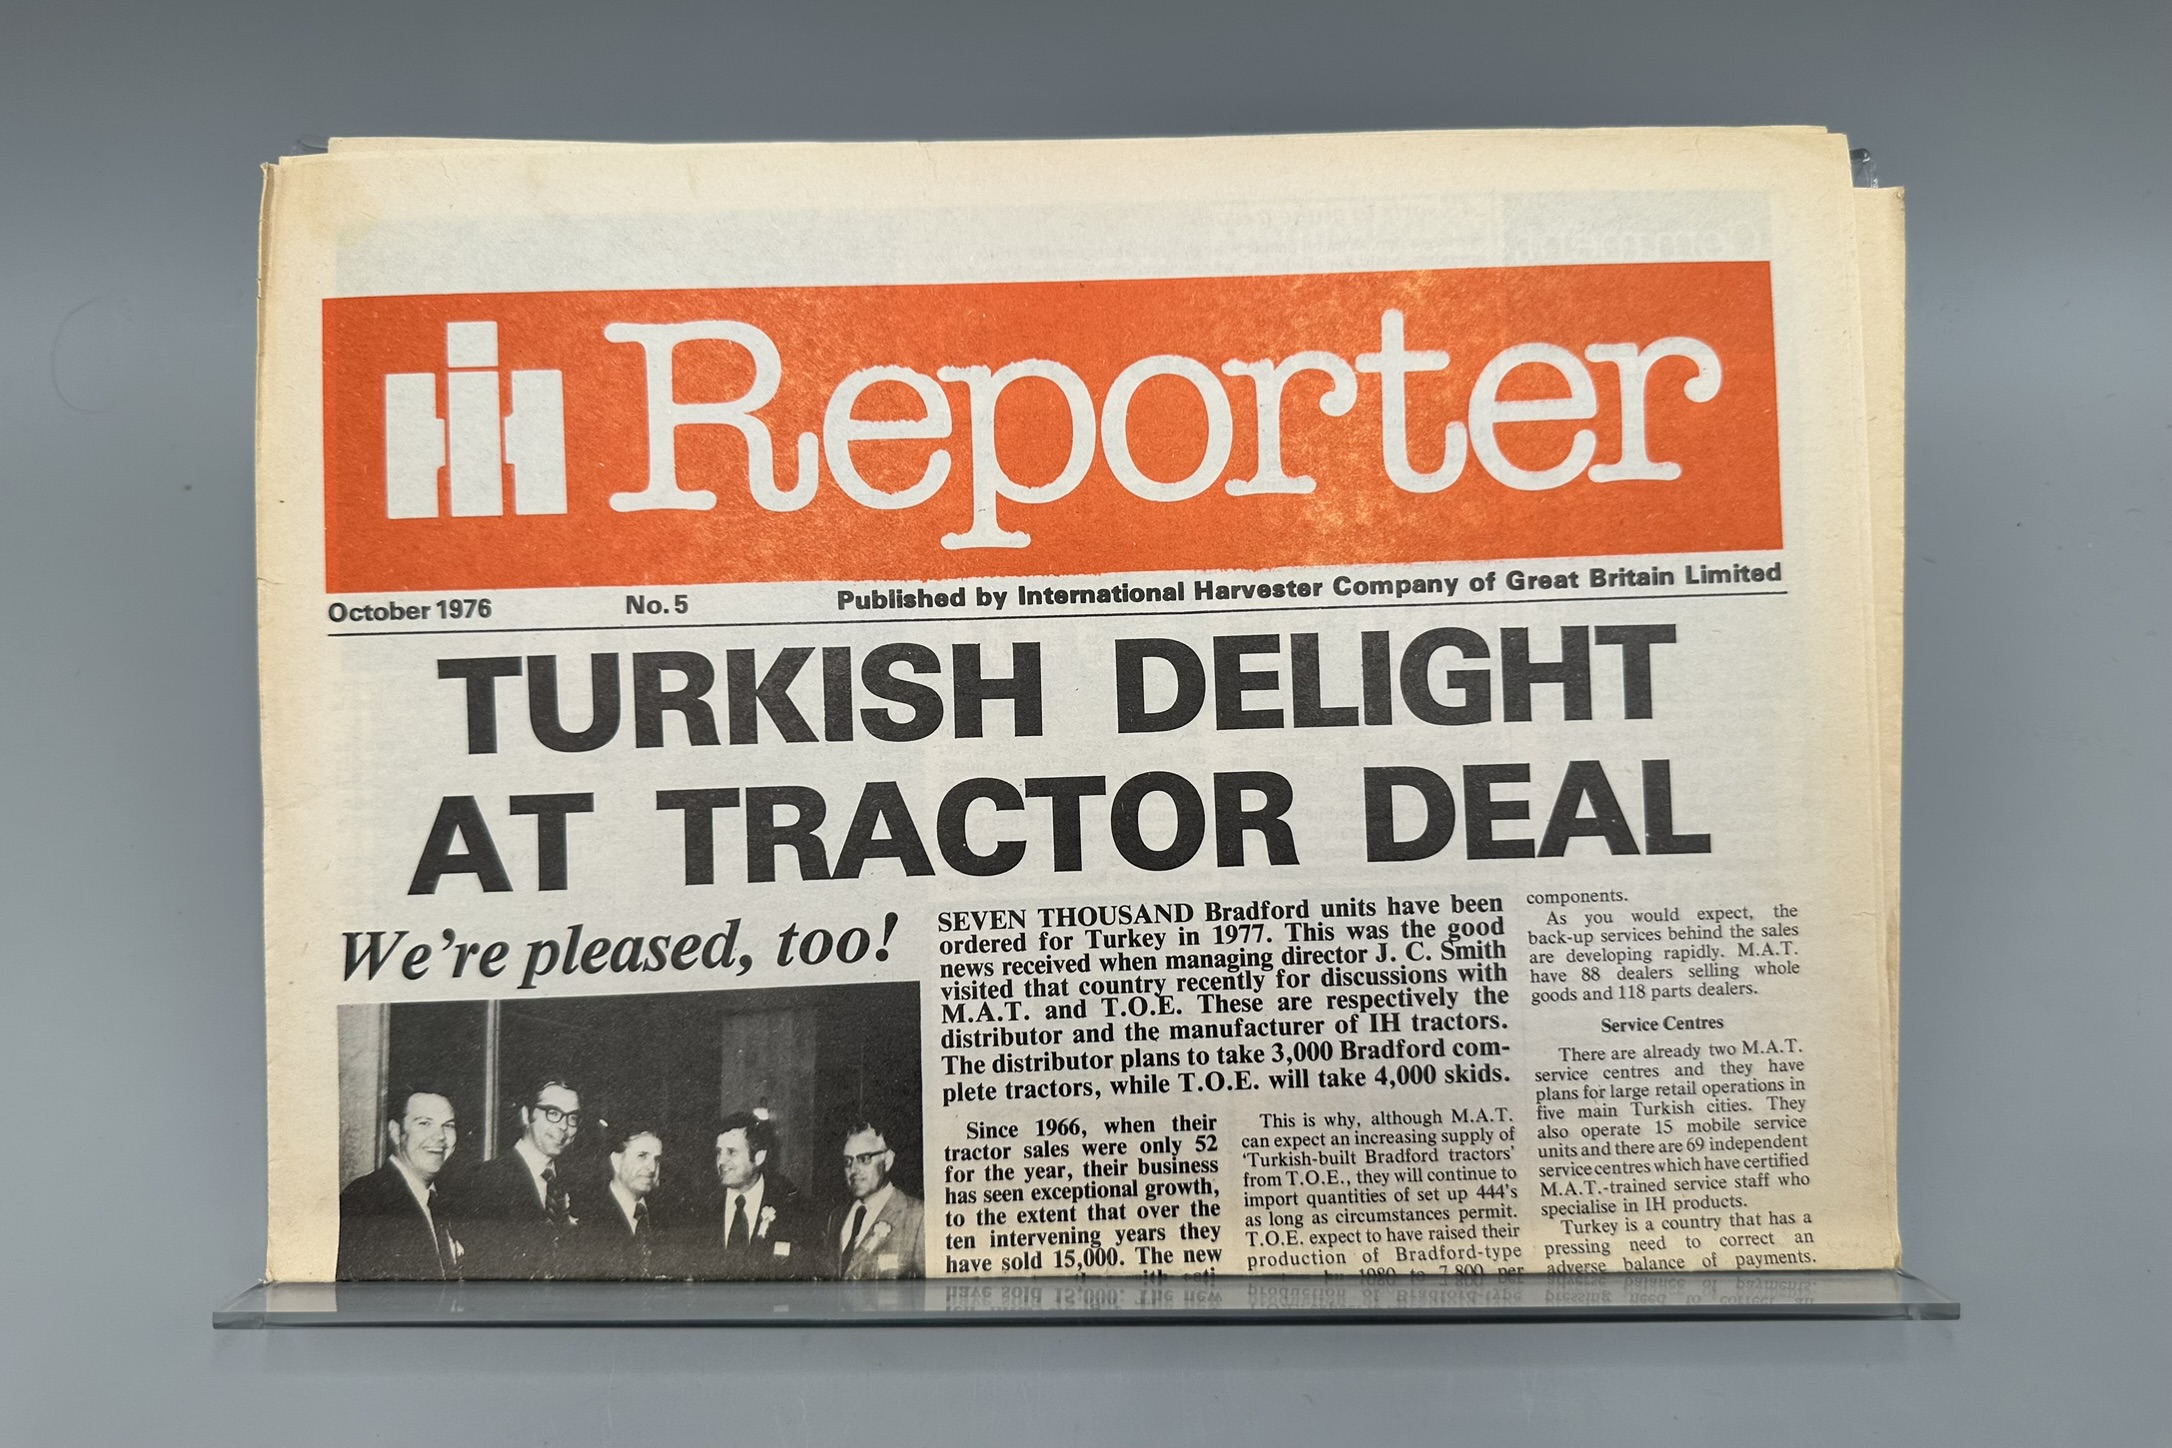 Reporter
October 1976 No. 5 Published by International Harvester Company of Great Britain Limited
TURKISH DELIGHT
AT TRACTOR DEAL
We're pleased, too!
SEVEN THOUSAND Bradford units have been
ordered for Turkey in 1977. This was the good
news received when managing director J. C. Smith
visited that country recently for discussions with
M.A.T. and T.O.E. These are respectively the
distributor and the manufacturer of IH tractors.
The distributor plans to take 3,000 Bradford com-
plete tractors, while T.O.E. will take 4,000 skids.
Since 1966, when their
tractor sales were only 52
for the year, their business
has seen exceptional growth,
to the extent that over the
ten intervening years they
have sold 15,000. The new
This is why, although M.A.T.
can expect an increasing supply of
'Turkish-built Bradford tractors'
from T.O.E., they will continue to
import quantities of set up 444's
as long as circumstances permit.
T.O.E. expect to have raised their
production of Bradford-type
by 1980 to 7,800 per
components.
As you would expect, the
back-up services behind the sales
are developing rapidly. M.A.T.
have 88 dealers selling whole
goods and 118 parts dealers.
Service Centres
There are already two M.A.T.
service centres and they have
plans for large retail operations in
five main Turkish cities. They
also operate 15 mobile service
units and there are 69 independent
service centres which have certified
M.A.T.-trained service staff who
specialise in IH products.
Turkey is a country that has a
pressing need to correct an
adverse balance of payments.